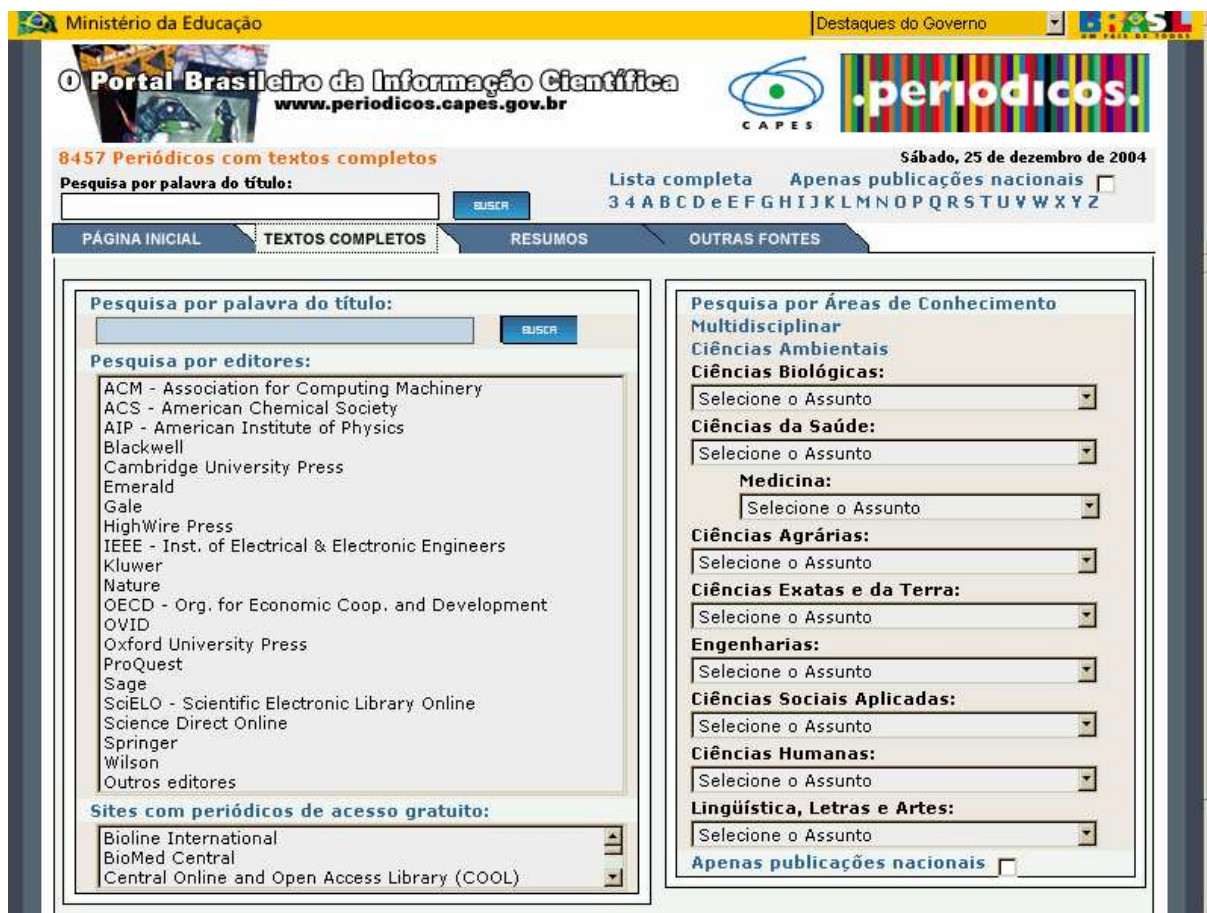 Ministério da Educação
Destaques do Governo
BRASIL
UM PAÍS DE TODOS
O Portal Brasileiro da Informação Científica
www.periodicos.capes.gov.br
CAPES
.periodicos.
8457 Periódicos com textos completos
Sábado, 25 de dezembro de 2004
Pesquisa por palavra do título:
Lista completa Apenas publicações nacionais
BUSCA
3 4 A B C D e E F G H I J K L M N O P Q R S T U V W X Y Z
PÁGINA INICIAL TEXTOS COMPLETOS RESUMOS OUTRAS FONTES
Pesquisa por palavra do título:
BUSCA
Pesquisa por editores:
ACM - Association for Computing Machinery
ACS - American Chemical Society
AIP - American Institute of Physics
Blackwell
Cambridge University Press
Emerald
Gale
HighWire Press
IEEE - Inst. of Electrical & Electronic Engineers
Kluwer
Nature
OECD - Org. for Economic Coop. and Development
OVID
Oxford University Press
ProQuest
Sage
SciELO - Scientific Electronic Library Online
Science Direct Online
Springer
Wilson
Outros editores
Sites com periódicos de acesso gratuito:
Bioline International
BioMed Central
Central Online and Open Access Library (COOL)
Pesquisa por Áreas de Conhecimento
Multidisciplinar
Ciências Ambientais
Ciências Biológicas:
Selecione o Assunto
Ciências da Saúde:
Selecione o Assunto
Medicina:
Selecione o Assunto
Ciências Agrárias:
Selecione o Assunto
Ciências Exatas e da Terra:
Selecione o Assunto
Engenharias:
Selecione o Assunto
Ciências Sociais Aplicadas:
Selecione o Assunto
Ciências Humanas:
Selecione o Assunto
Lingüística, Letras e Artes:
Selecione o Assunto
Apenas publicações nacionais